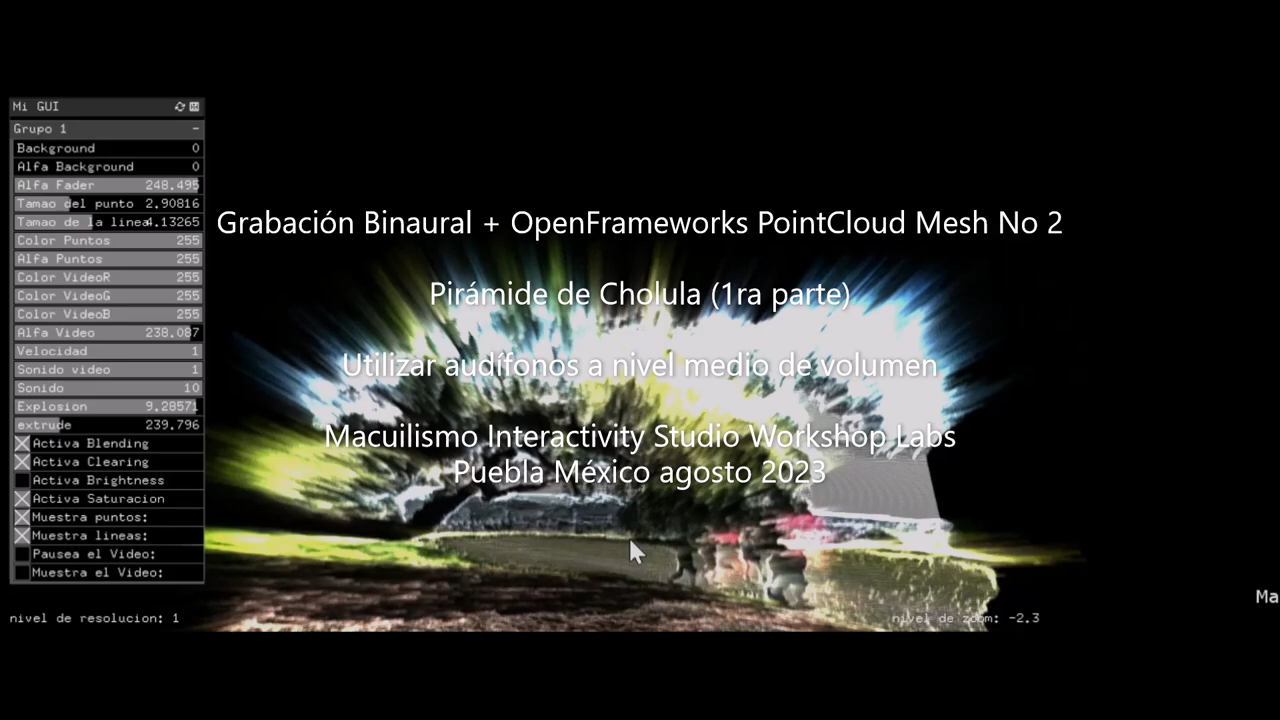 Mi GUI
Grupo 1 -
Background 0
Alfa Background 0
Alfa Fader 248.495
Tamao del punto 2.90816
Tamao de la linea4.13265
Color Puntos 255
Alfa Puntos 255
Color VideoR 255
Color VideoG 255
Color VideoB 255
Alfa Video 238.087
Velocidad 1
Sonido video 1
Sonido 10
Explosion 9.28571
extrude 239.796
Activa Blending
Activa Clearing
Activa Brightness
Activa Saturacion
Muestra puntos:
Muestra lineas:
Pausea el Video:
Muestra el Video:
nivel de resolucion: 1
Grabación Binaural + OpenFrameworks PointCloud Mesh No 2
Pirámide de Cholula (1ra parte)
Utilizar audífonos a nivel medio de volumen
Macuilismo Interactivity Studio Workshop Labs
Puebla México agosto 2023
nivel de zoom: -2.3
Ma